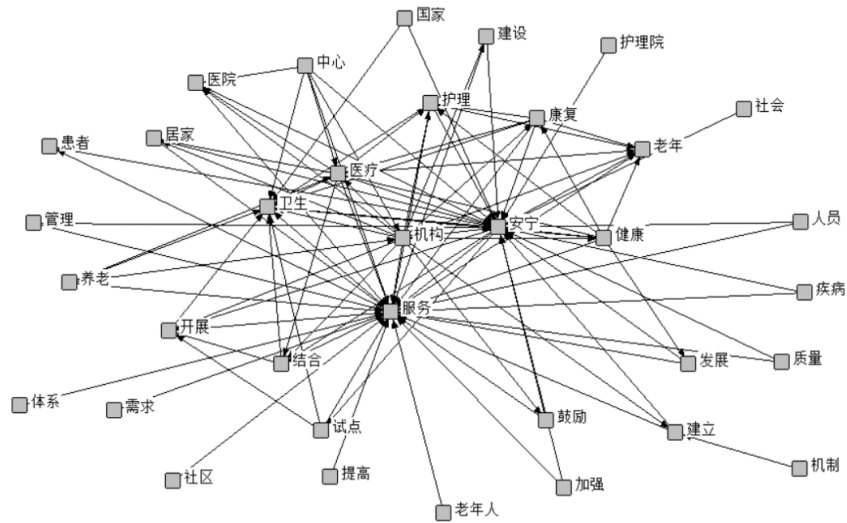 国家
建设
护理院
中心
医院
护理
康复
社会
居家
患者
老年
医疗
卫生
管理
机构
安宁
健康
人员
养老
疾病
服务
开展
结合
发展
质量
体系
需求
试点
鼓励
建立
社区
提高
加强
机制
老年人